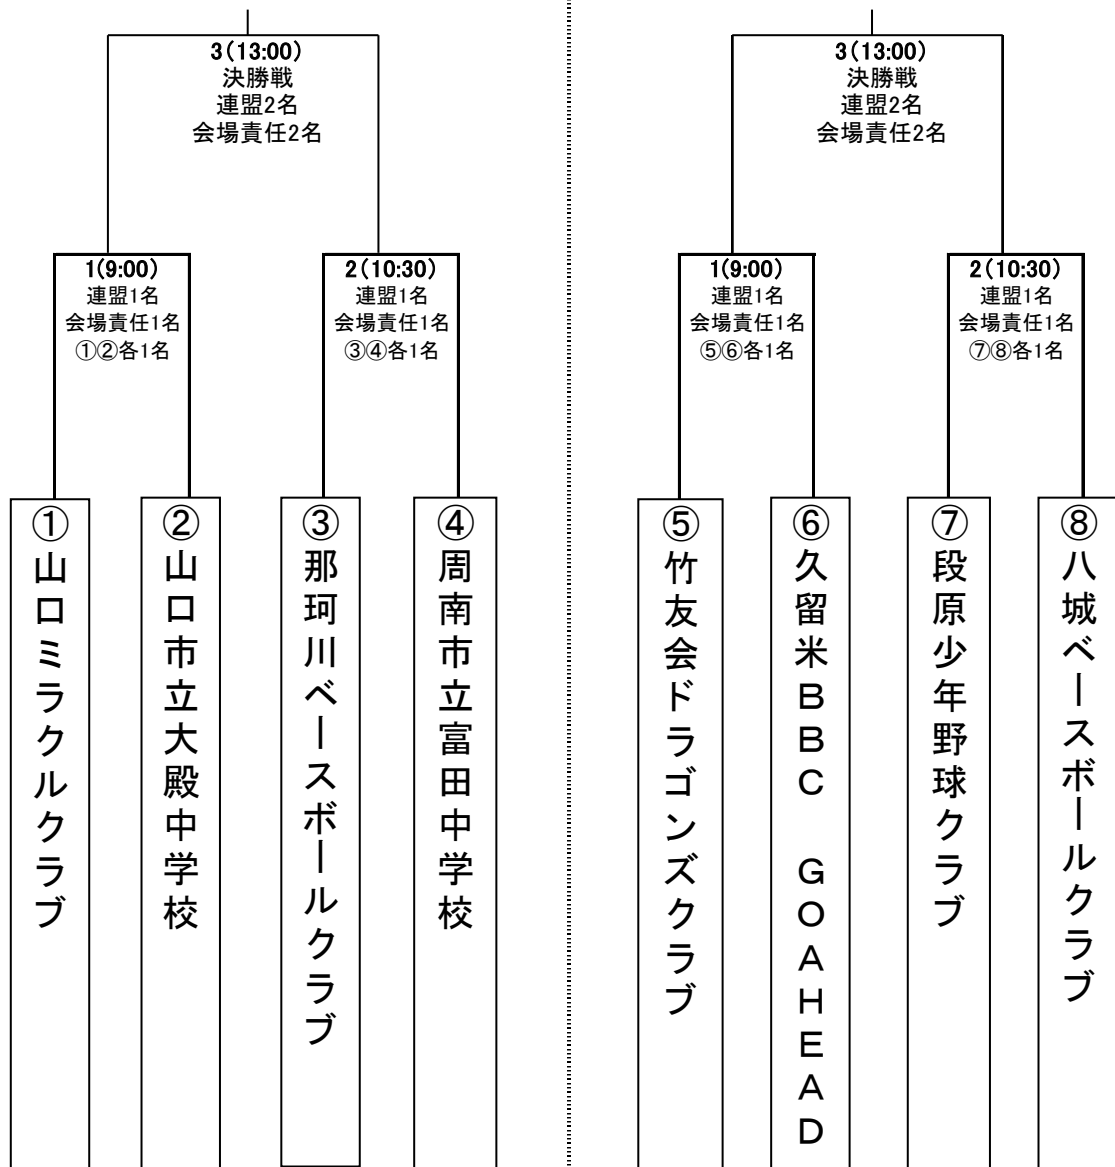 3(13:00)
決勝戦
連盟2名
会場責任2名
1(9:00)
連盟1名
会場責任1名
①②各1名
2(10:30)
連盟1名
会場責任1名
③④各1名
①山口ミラクルクラブ
②山口市立大殿中学校
③那珂川ベースボールクラブ
④周南市立富田中学校
3(13:00)
決勝戦
連盟2名
会場責任2名
1(9:00)
連盟1名
会場責任1名
⑤⑥各1名
2(10:30)
連盟1名
会場責任1名
⑦⑧各1名
⑤竹友会ドラゴンズクラブ
⑥久留米BBC GOAHEAD
⑦段原少年野球クラブ
⑧八城ベースボールクラブ